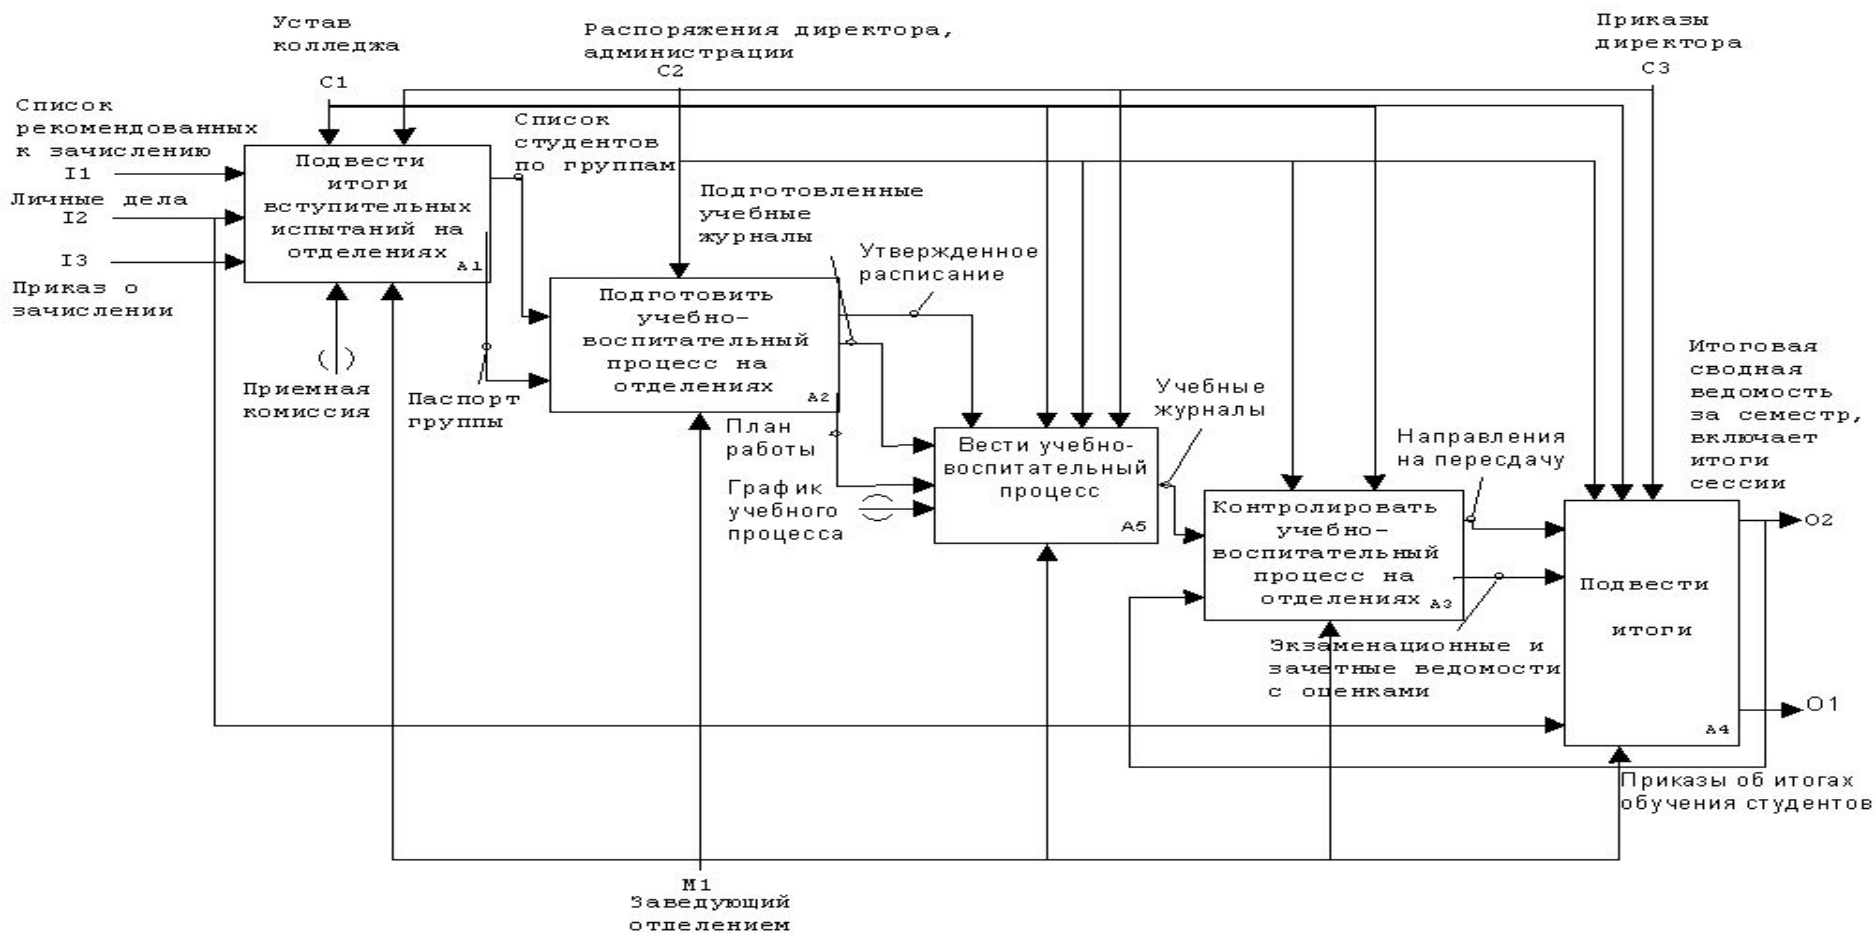 Устав
колледжа
C1
Распоряжения директора,
администрации
C2
Приказы
директора
C3
Список
рекомендованных
к зачислению
I1
Личные дела
I2
I3
Приказ о
зачислении
Подвести
итоги
вступительных
испытаний на
отделениях
A1
Список
студентов
по группам
Приемная
комиссия
Паспорт
группы
Подготовить
учебно-
воспитательный
процесс на
отделениях
A2
Подготовленные
учебные
журналы
Утвержденное
расписание
План
работы
График
учебного
процесса
Вести учебно-
воспитательный
процесс
A5
Учебные
журналы
Контролировать
учебно-
воспитательный
процесс на
отделениях
A3
Направления
на пересдачу
Экзаменационные и
зачетные ведомости
с оценками
Подвести
итоги
A4
Итоговая
сводная
ведомость
за семестр,
включает
итоги
сессии
O2
O1
Приказы об итогах
обучения студентов
M1
Заведующий
отделением